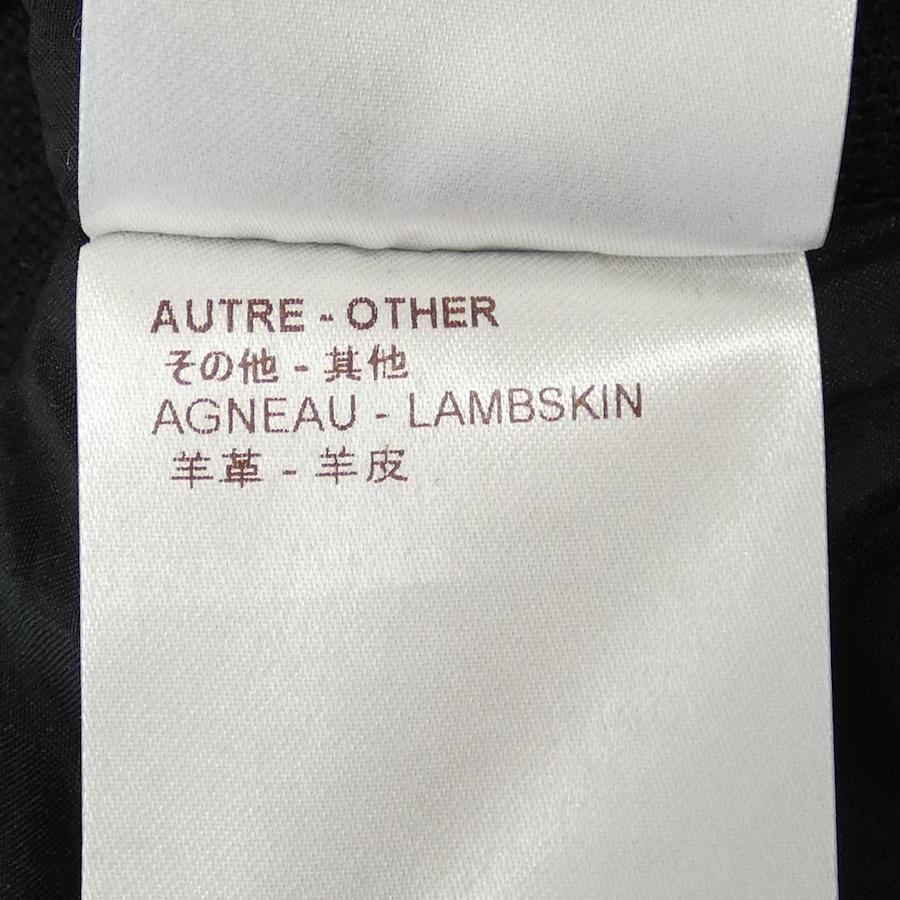 AUTRE - OTHER
その他 - 其他
AGNEAU - LAMBSKIN
羊革 - 羊皮